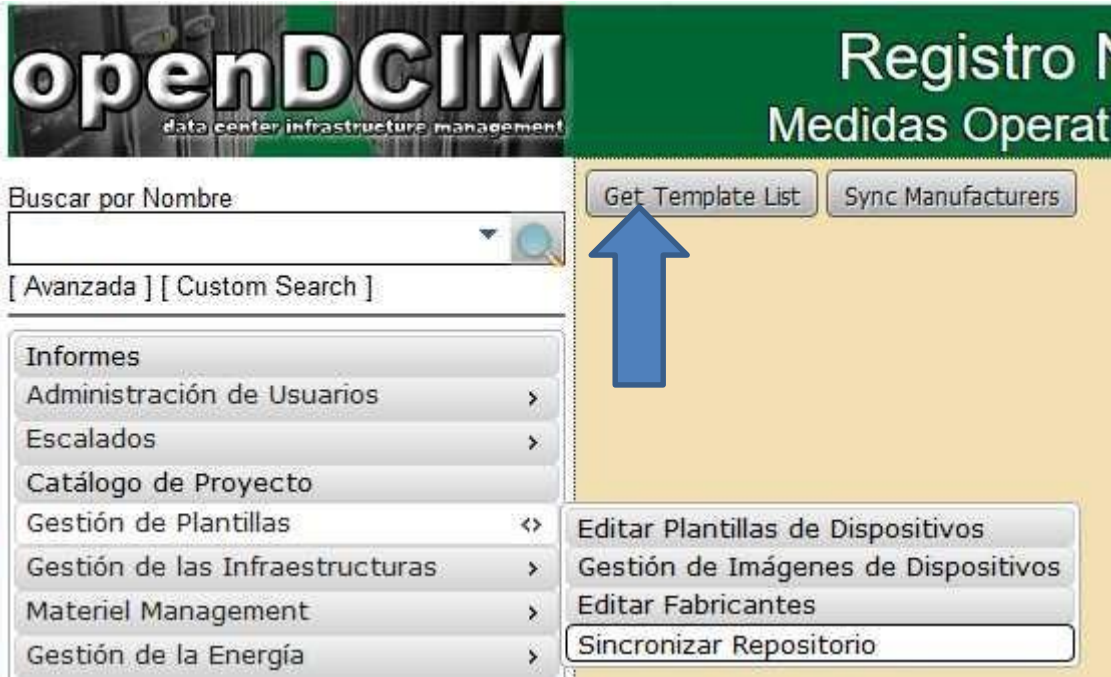 openDCIM
data center infrastructure management
Registro N
Medidas Operat
Buscar por Nombre
[ Avanzada ] [ Custom Search ]
Get Template List
Sync Manufacturers
Informes
Administración de Usuarios
Escalados
Catálogo de Proyecto
Gestión de Plantillas
Gestión de las Infraestructuras
Materiel Management
Gestión de la Energía
Editar Plantillas de Dispositivos
Gestión de Imágenes de Dispositivos
Editar Fabricantes
Sincronizar Repositorio